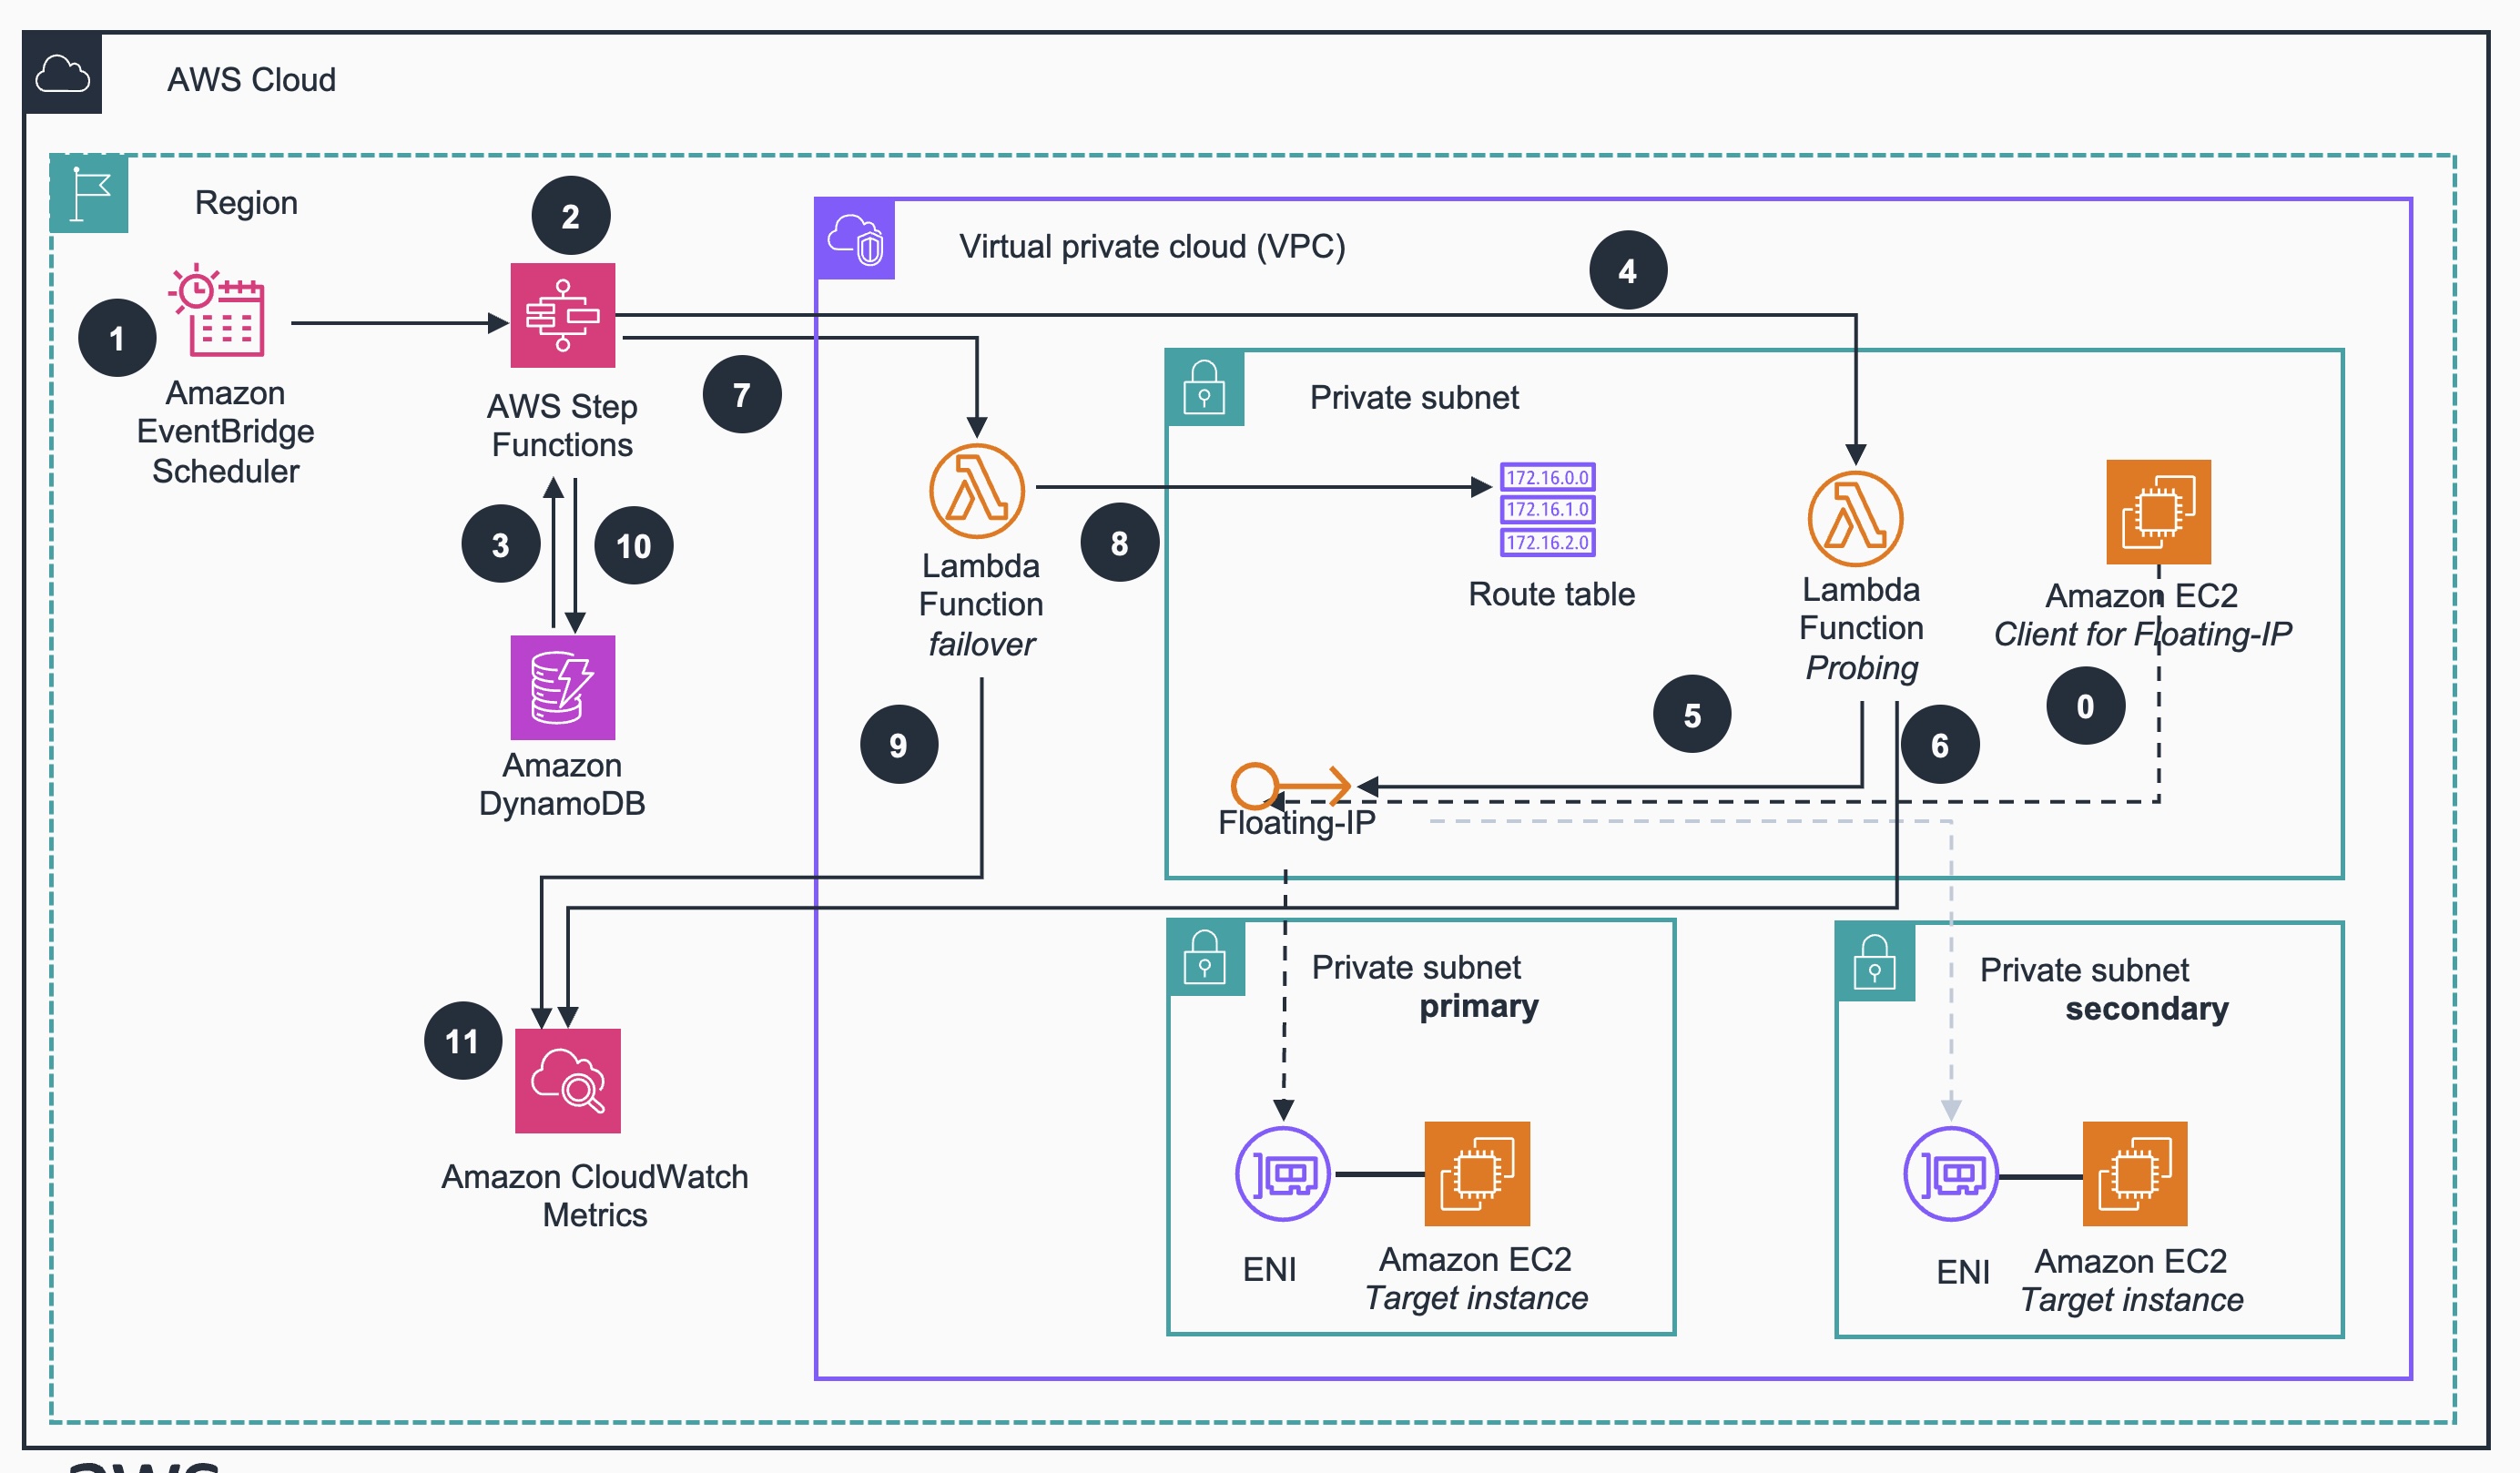 AWS Cloud
Region
2
Virtual private cloud (VPC)
4
1
Amazon
EventBridge
Scheduler
AWS Step
Functions
7
Private subnet
172.16.0.0
172.16.1.0
172.16.2.0
Route table
3
10
8
Lambda
Function
failover
Lambda
Function
Probing
Amazon EC2
Client for Floating-IP
5
6
0
9
Amazon
DynamoDB
Floating-IP
Private subnet
primary
Private subnet
secondary
11
Amazon CloudWatch
Metrics
ENI
Amazon EC2
Target instance
ENI
Amazon EC2
Target instance
aws